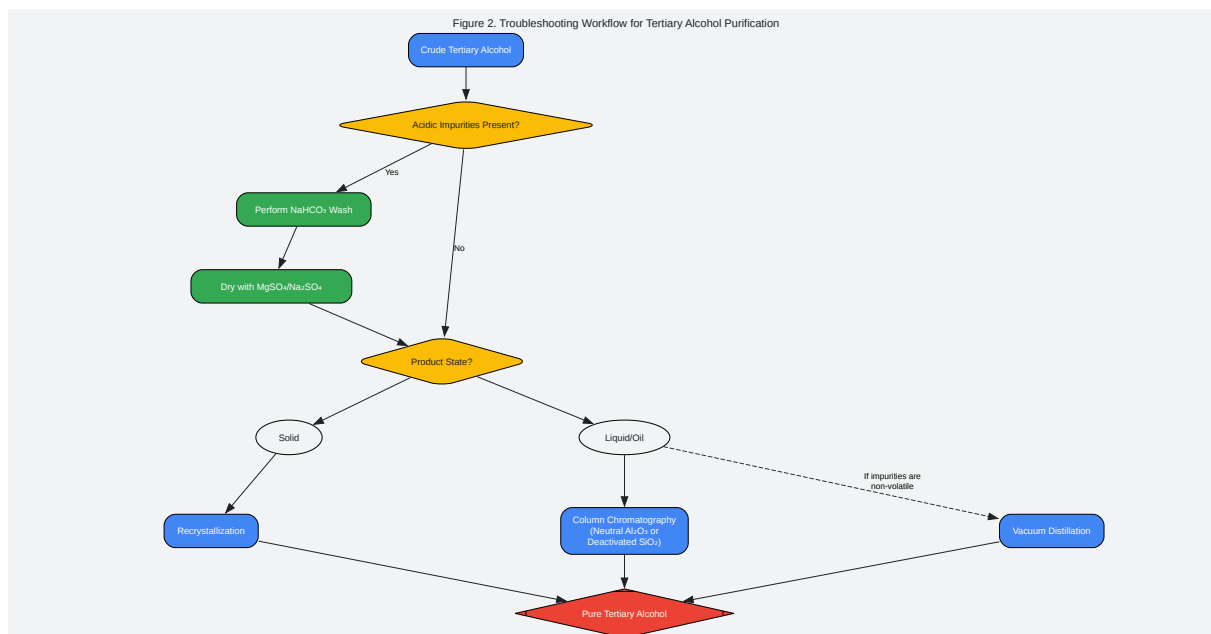 Figure 2. Troubleshooting Workflow for Tertiary Alcohol Purification
Crude Tertiary Alcohol
Acidic Impurities Present?
Yes
Perform NaHCO₃ Wash
No
Dry with MgSO₄/Na₂SO₄
Product State?
Solid
Liquid/Oil
If impurities are
non-volatile
Recrystallization
Column Chromatography
(Neutral Al₂O₃ or
Deactivated SiO₂)
Vacuum Distillation
Pure Tertiary Alcohol